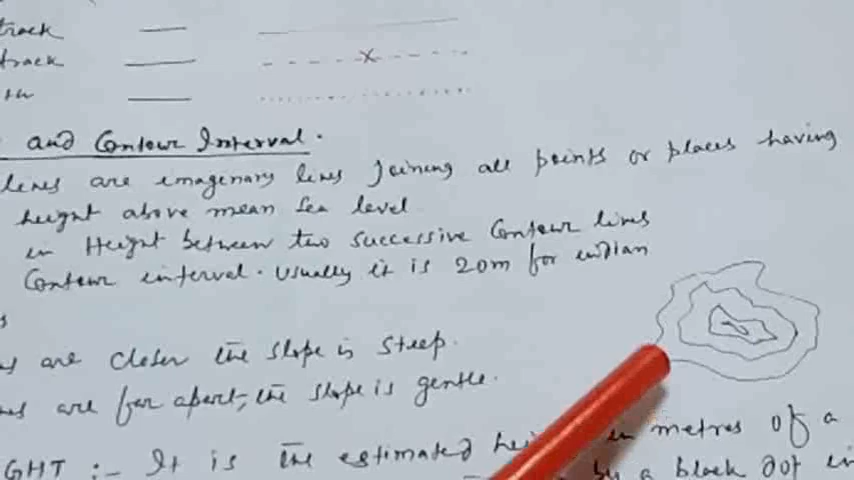 track
track
and Contour Interval.
lines are imaginary lines Joining all points or places having
height above mean sea level
in Height between two successive Contour lines
Contour interval. Usually it is 20m for indian
are closer the slope is steep.
are far apart, the slope is gentle.
GHT :- It is the estimated in metres of a
by a black dot in